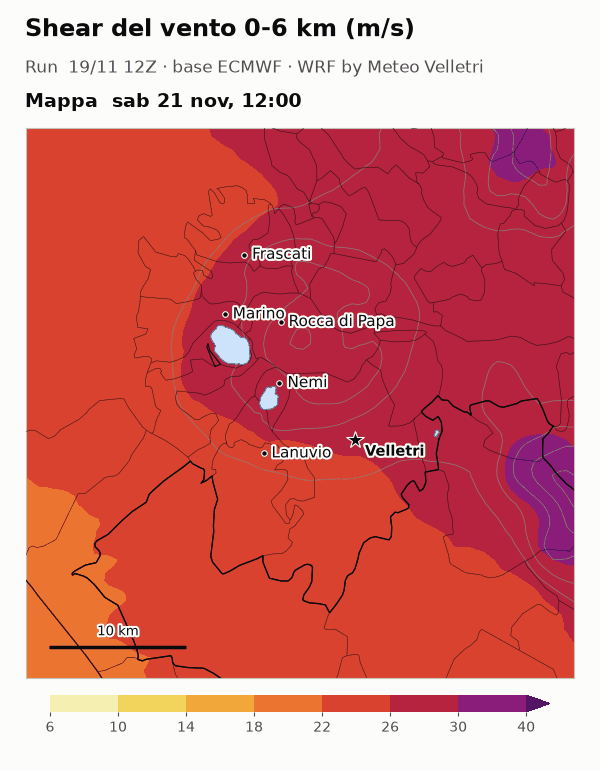 Shear del vento 0-6 km (m/s)
Run  19/11 12Z · base ECMWF · WRF by Meteo Velletri
Mappa  sab 21 nov, 12:00
Frascati
Marino
Rocca di Papa
Nemi
Velletri
Lanuvio
10 km
6 10 14 18 22 26 30 40